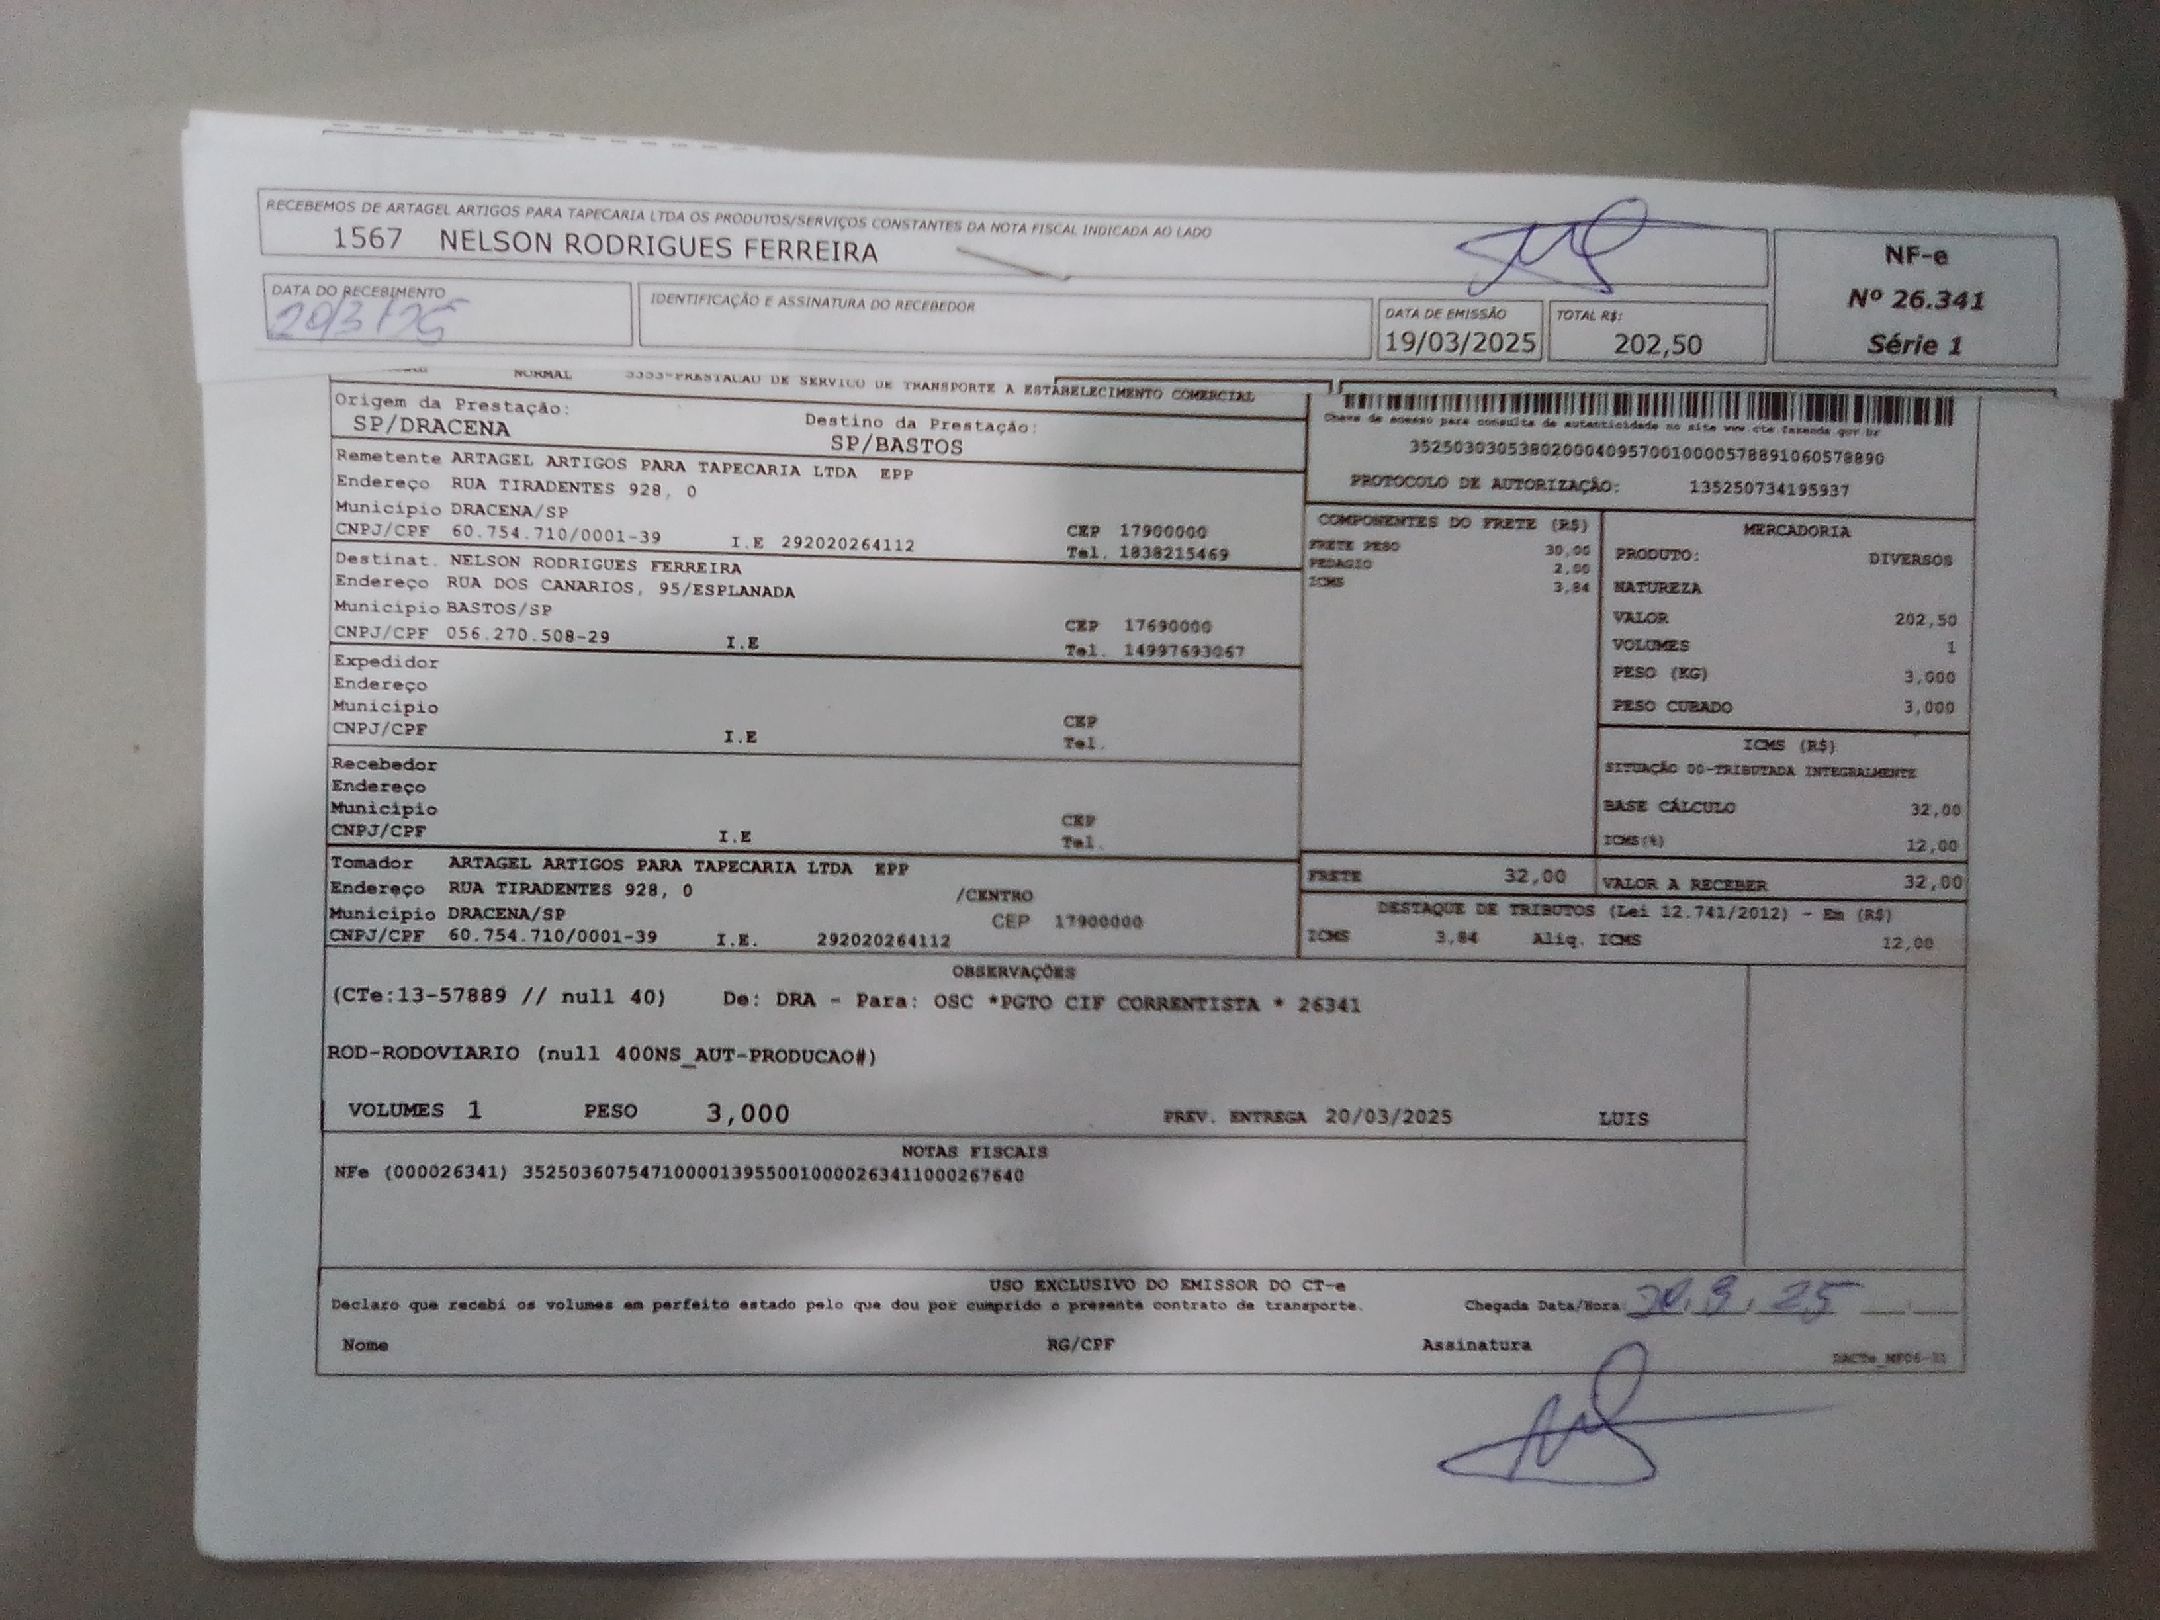 RECEBEMOS DE ARTAGEL ARTIGOS PARA TAPECARIA LTDA OS PRODUTOS/SERVIÇOS CONSTANTES DA NOTA FISCAL INDICADA AO LADO
1567 NELSON RODRIGUES FERREIRA
NF-e
Nº 26.341
Série 1
DATA DO RECEBIMENTO
20/3/25
IDENTIFICAÇÃO E ASSINATURA DO RECEBEDOR
DATA DE EMISSÃO
19/03/2025
TOTAL R$:
202,50
NORMAL 5353-PRESTACAO DE SERVICO DE TRANSPORTE A ESTABELECIMENTO COMERCIAL
Origem da Prestação:
SP/DRACENA
Destino da Prestação:
SP/BASTOS
Chave de acesso para consulta de autenticidade no site www.cte.fazenda.gov.br
35250303053802000409570010000578891060578890
PROTOCOLO DE AUTORIZAÇÃO: 135250734195937
Remetente ARTAGEL ARTIGOS PARA TAPECARIA LTDA EPP
Endereço RUA TIRADENTES 928, 0
Município DRACENA/SP
CEP 17900000
CNPJ/CPF 60.754.710/0001-39 I.E 292020264112
Tel. 1838215469
Destinat. NELSON RODRIGUES FERREIRA
Endereço RUA DOS CANARIOS, 95/ESPLANADA
Município BASTOS/SP
CEP 17690000
CNPJ/CPF 056.270.508-29 I.E
Tel. 14997693067
Expedidor
Endereço
Município
CEP
CNPJ/CPF I.E
Tel.
Recebedor
Endereço
Município
CEP
CNPJ/CPF I.E
Tel.
Tomador ARTAGEL ARTIGOS PARA TAPECARIA LTDA EPP
Endereço RUA TIRADENTES 928, 0 /CENTRO
Município DRACENA/SP CEP 17900000
CNPJ/CPF 60.754.710/0001-39 I.E. 292020264112
COMPONENTES DO FRETE (R$)
FRETE PESO 30,00
PEDAGIO 2,00
ICMS 3,84
FRETE 32,00
MERCADORIA
PRODUTO: DIVERSOS
NATUREZA
VALOR 202,50
VOLUMES 1
PESO (KG) 3,000
PESO CUBADO 3,000
ICMS (R$)
SITUAÇÃO 00-TRIBUTADA INTEGRALMENTE
BASE CÁLCULO 32,00
ICMS(%) 12,00
VALOR A RECEBER 32,00
DESTAQUE DE TRIBUTOS (Lei 12.741/2012) - Em (R$)
ICMS 3,84 Aliq. ICMS 12,00
OBSERVAÇÕES
(CTe:13-57889 // null 40) De: DRA - Para: OSC *PGTO CIF CORRENTISTA * 26341
ROD-RODOVIARIO (null 400NS_AUT-PRODUCAO#)
VOLUMES 1 PESO 3,000 PREV. ENTREGA 20/03/2025 LUIS
NOTAS FISCAIS
NFe (000026341) 35250360754710000139550010000263411000267640
USO EXCLUSIVO DO EMISSOR DO CT-e
Declaro que recebi os volumes em perfeito estado pelo que dou por cumprido o presente contrato de transporte.
Chegada Data/Hora 20.3.25
Nome RG/CPF Assinatura